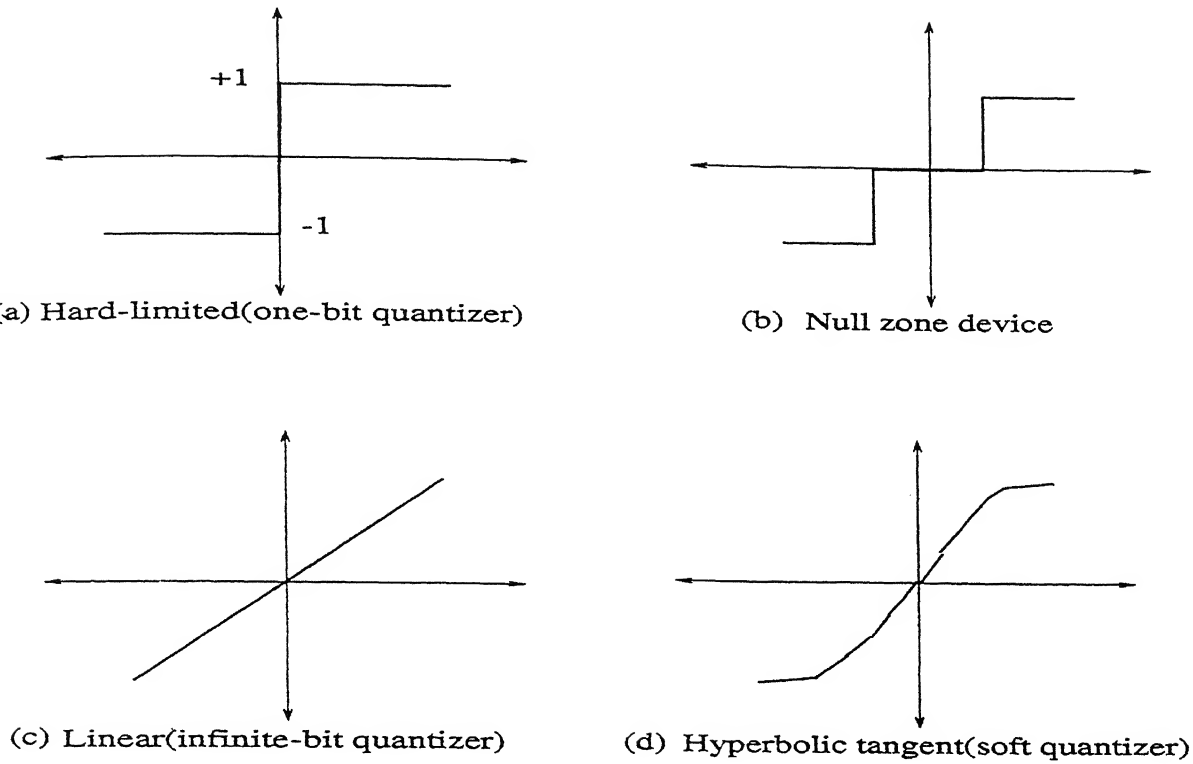 +1
-1
(a) Hard-limited(one-bit quantizer)
(b) Null zone device
(c) Linear(infinite-bit quantizer)
(d) Hyperbolic tangent(soft quantizer)